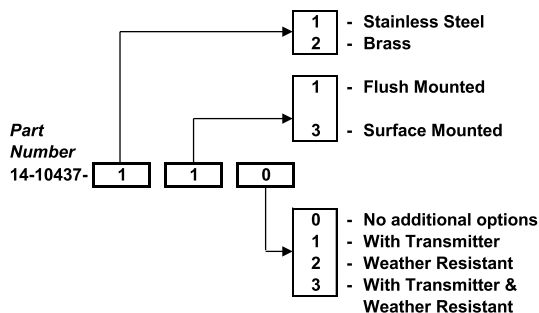 1 - Stainless Steel
2 - Brass
1 - Flush Mounted
3 - Surface Mounted
Part
Number
14-10437- 1 1 0
0 - No additional options
1 - With Transmitter
2 - Weather Resistant
3 - With Transmitter &
Weather Resistant